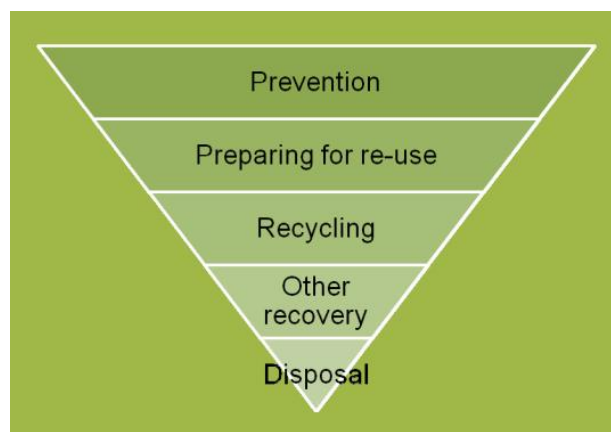 Prevention
Preparing for re-use
Recycling
Other
recovery
Disposal